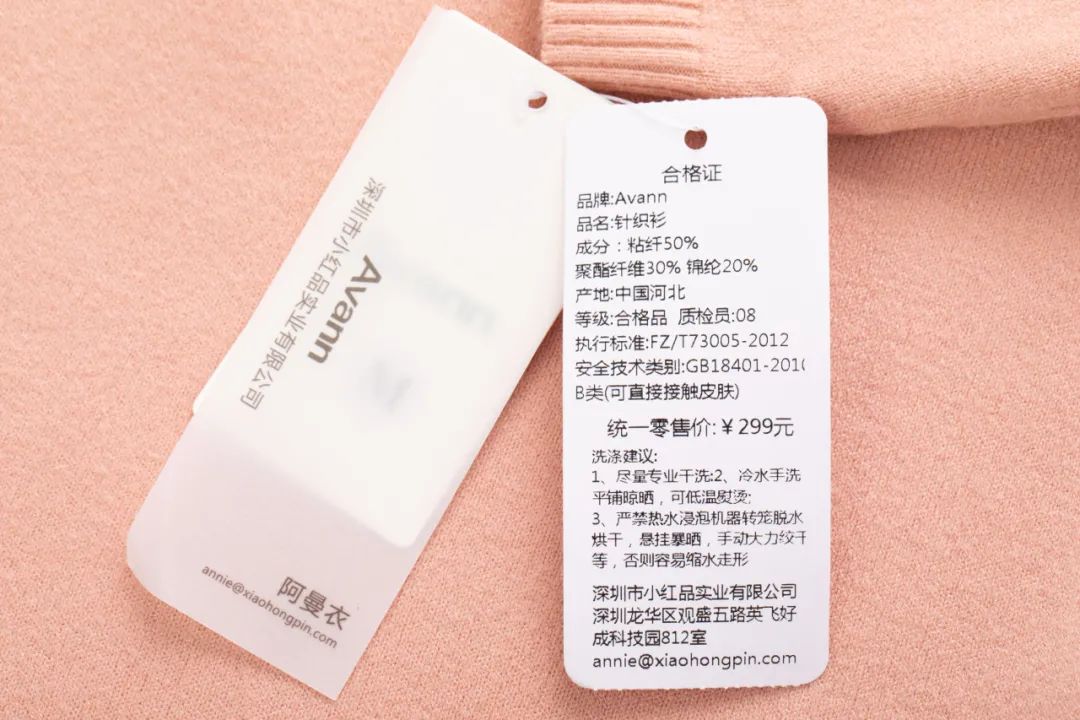 深圳市小红品实业有限公司
Avann
阿曼衣
annie@xiaohongpin.com
合格证
品牌:Avann
品名:针织衫
成分：粘纤50%
聚酯纤维30% 锦纶20%
产地:中国河北
等级:合格品 质检员:08
执行标准:FZ/T73005-2012
安全技术类别:GB18401-2010
B类(可直接接触皮肤)
统一零售价:￥299元
洗涤建议:
1、尽量专业干洗;2、冷水手洗
平铺晾晒，可低温熨烫;
3、严禁热水浸泡机器转笼脱水
烘干，悬挂暴晒，手动大力绞干
等，否则容易缩水走形
深圳市小红品实业有限公司
深圳龙华区观盛五路英飞好
成科技园812室
annie@xiaohongpin.com